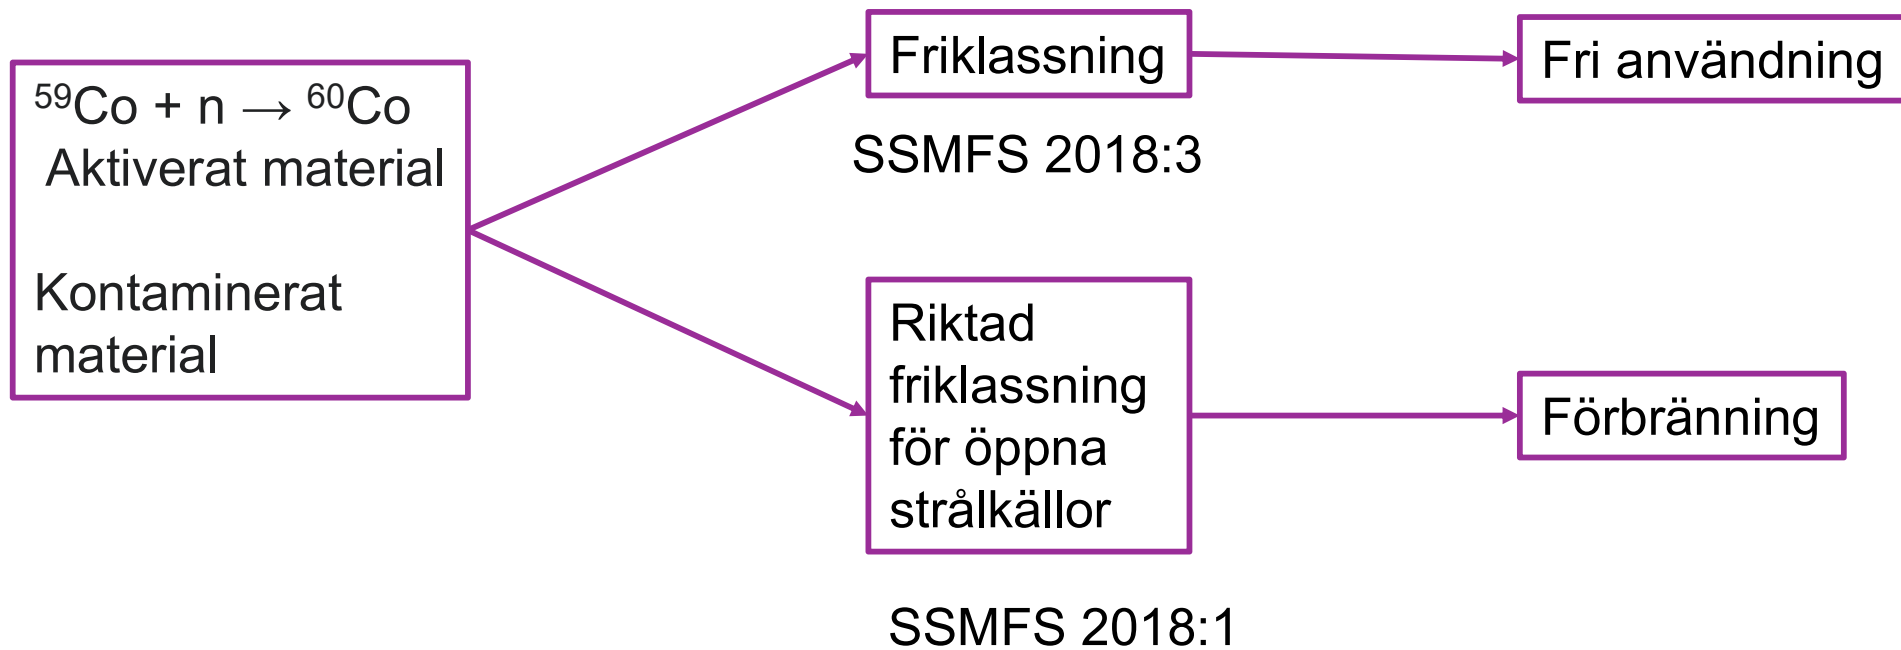 ⁵⁹Co + n → ⁶⁰Co
Aktiverat material
Kontaminerat
material
Friklassning
SSMFS 2018:3
Fri användning
Riktad
friklassning
för öppna
strålkällor
SSMFS 2018:1
Förbränning